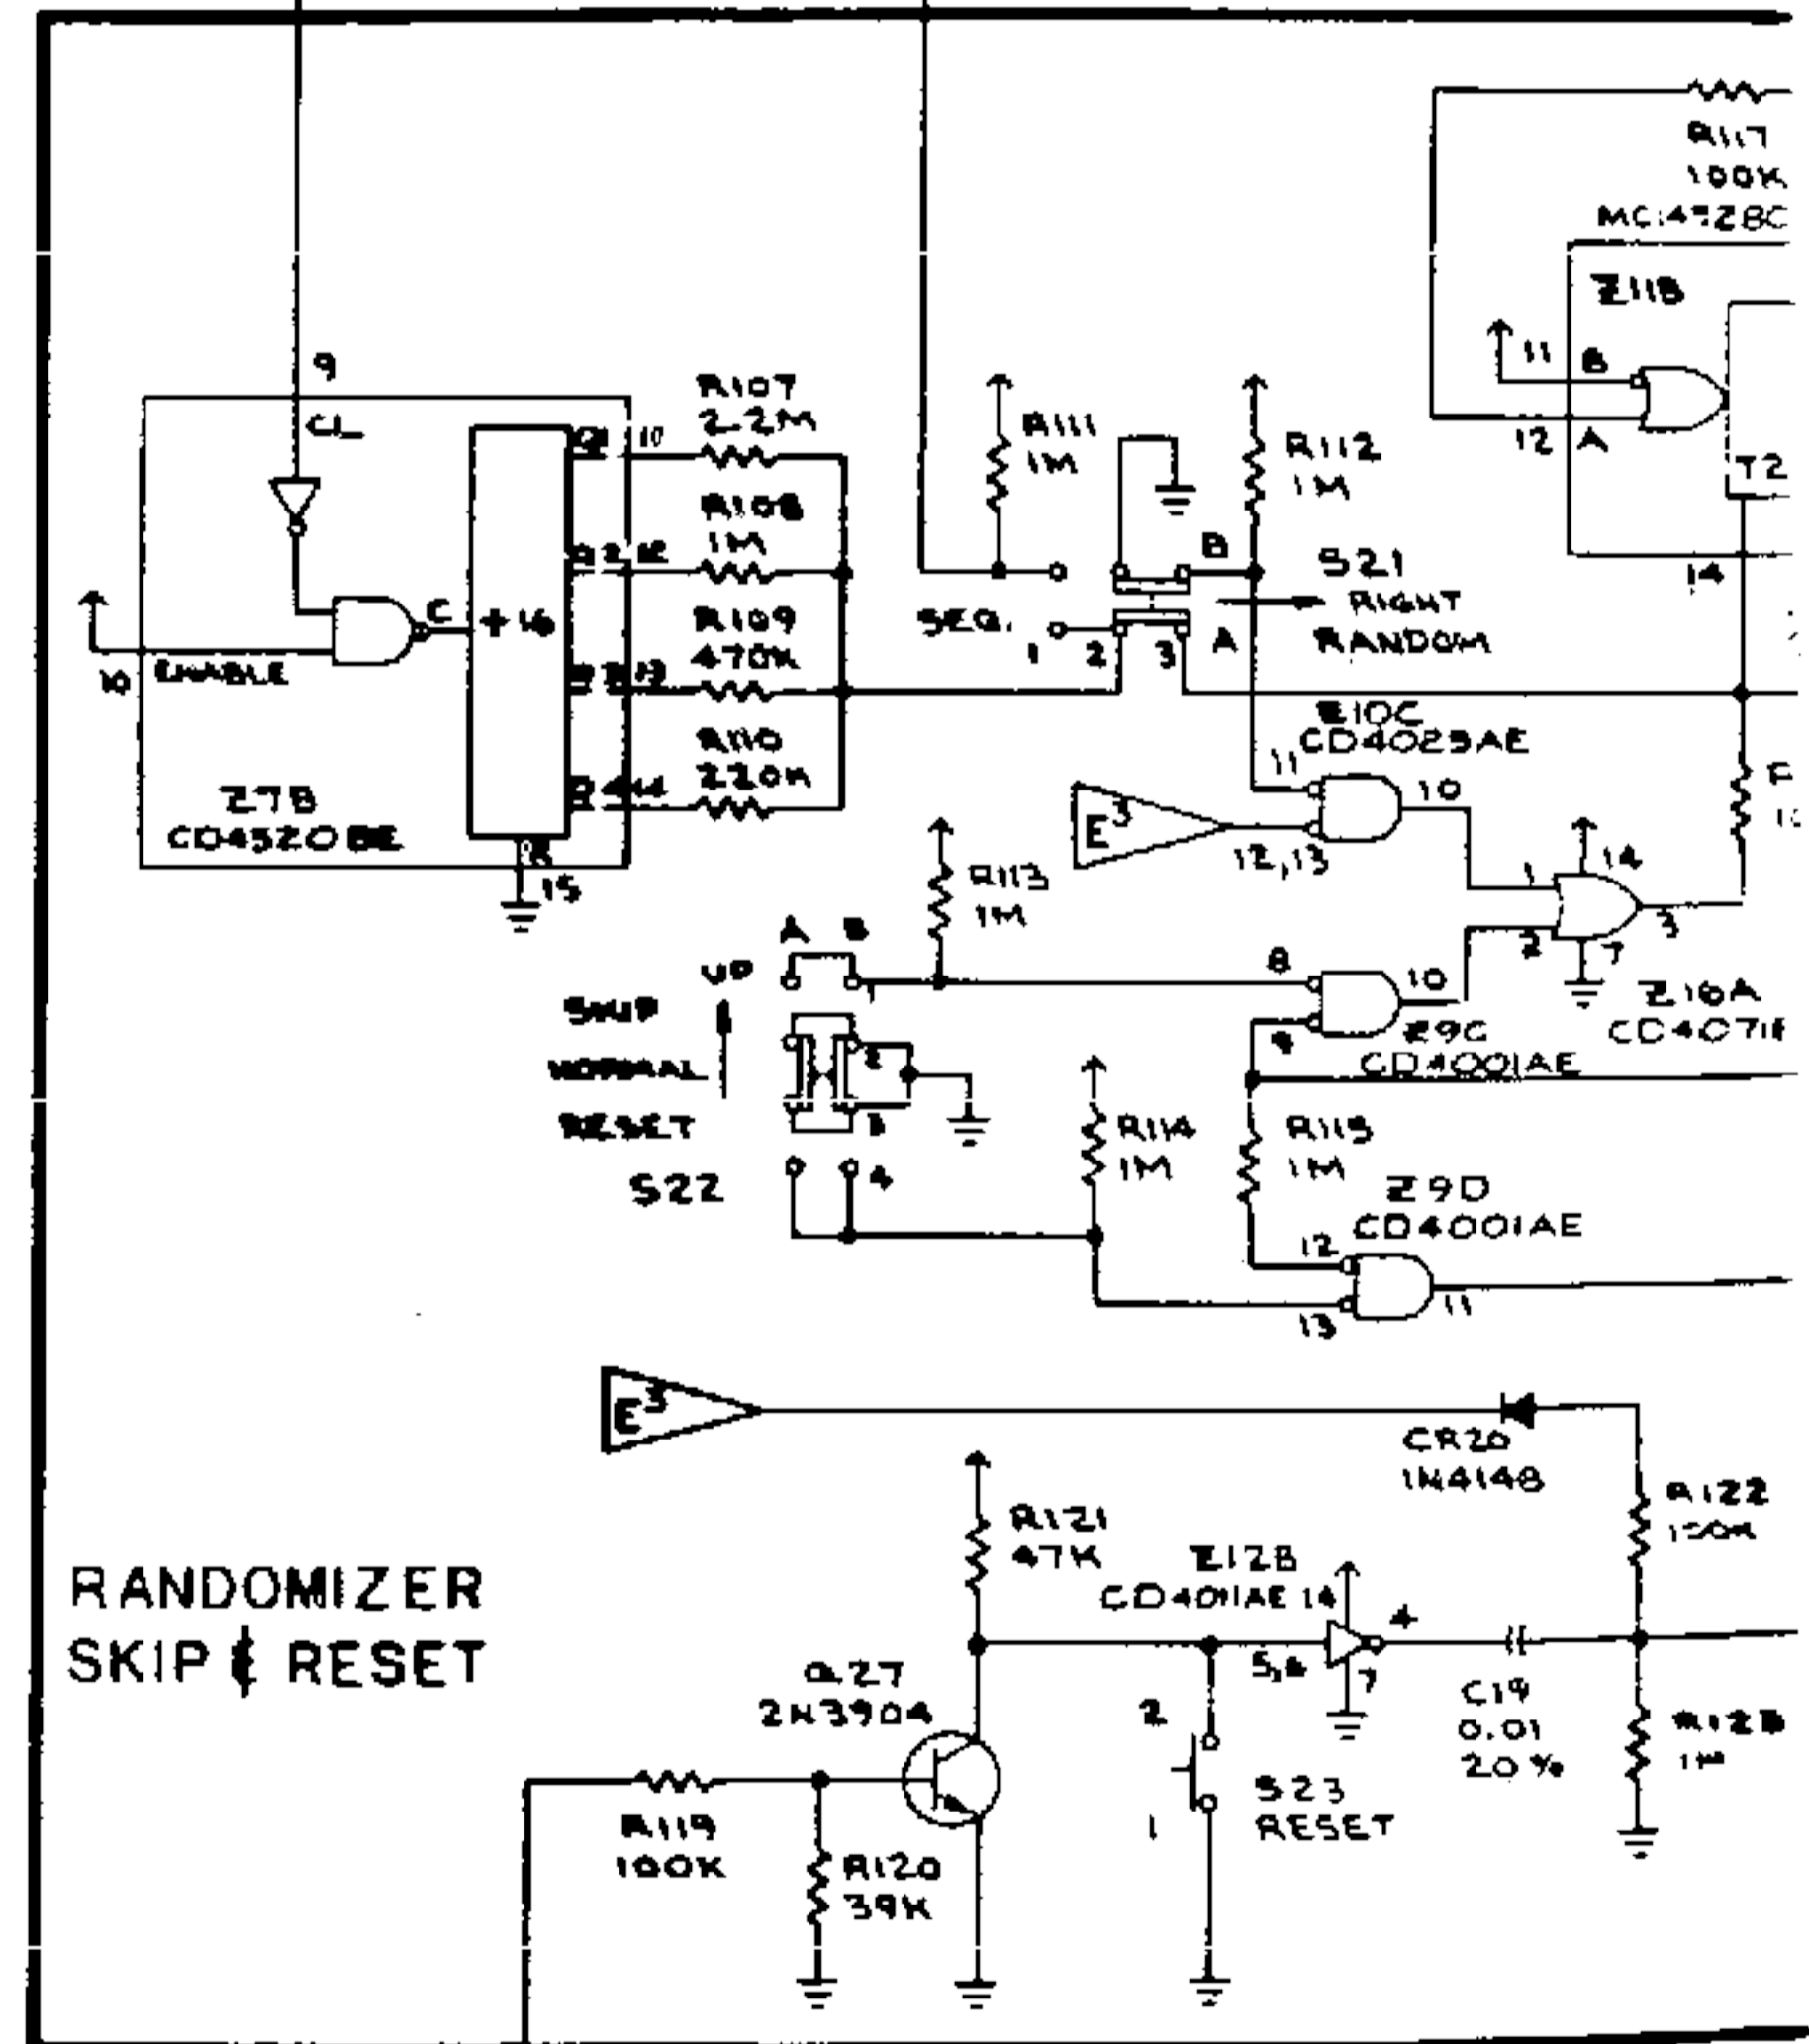 R117
100K
Z11B
9
CL
R107
2.2M
Q1 10
11 B
12 A
T2
14
R111
1M
R112
1M
R108
1M
Q2 12
B
S21
RIGHT
RANDOM
SEQ.
1 2 3 A
C
÷16
R109
470K
Q3 13
10 ENABLE
R110
220K
Q4 14
Z7B
CD4520BE
R
15
Z10C
CD4025AE
11
10
E3
12,13
R113
1M
1
14
2
3
7
Z16A
A B
UP
1
SKIP
NORMAL
RESET
S22
2
3
4
8
10
9
Z9C
CD4001AE
R114
1M
R115
1M
Z9D
CD4001AE
12
13
11
E3
CR20
1N4148
R122
R121
47K
Z12B
CD4011AE 14
4
5,6
7
RANDOMIZER
SKIP & RESET
Q27
2N3904
C19
0.01
20%
R123
1M
2
1
S23
RESET
R119
100K
R120
39K